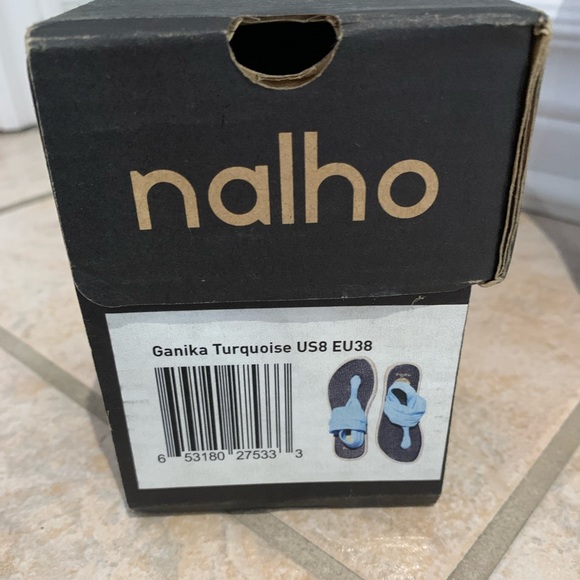 nalho
Ganika Turquoise US8 EU38
6 53180 27533 3